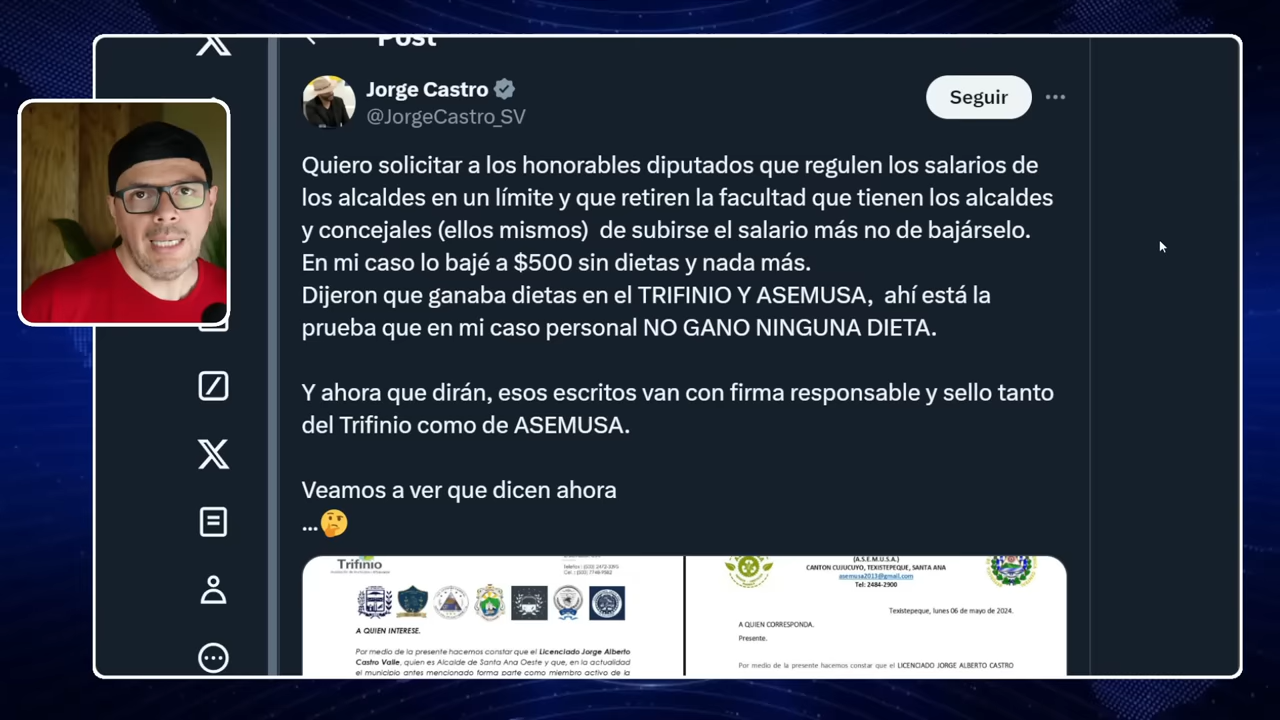 Post
Jorge Castro
@JorgeCastro_SV
Seguir
Quiero solicitar a los honorables diputados que regulen los salarios de
los alcaldes en un límite y que retiren la facultad que tienen los alcaldes
y concejales (ellos mismos)  de subirse el salario más no de bajárselo.
En mi caso lo bajé a $500 sin dietas y nada más.
Dijeron que ganaba dietas en el TRIFINIO Y ASEMUSA,  ahí está la
prueba que en mi caso personal NO GANO NINGUNA DIETA.
Y ahora que dirán, esos escritos van con firma responsable y sello tanto
del Trifinio como de ASEMUSA.
Veamos a ver que dicen ahora
...🤔
Trifinio
A QUIEN INTERESE.
Por medio de la presente hacemos constar que el Licenciado Jorge Alberto
Castro Valle, quien es Alcalde de Santa Ana Oeste y que, en la actualidad
el municipio antes mencionado forma parte como miembro activo de la
(A.S.E.M.U.S.A.)
CANTON CUJUCUYO, TEXISTEPEQUE, SANTA ANA
asemusa2013@gmail.com
Tel: 2484-2900
Texistepeque, lunes 06 de mayo de 2024.
A QUIEN CORRESPONDA.
Presente.
Por medio de la presente hacemos constar que el LICENCIADO JORGE ALBERTO CASTRO